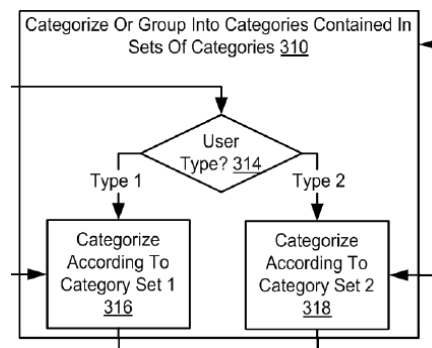 Categorize Or Group Into Categories Contained In
Sets Of Categories 310
User
Type? 314
Type 1
Type 2
Categorize
According To
Category Set 1
316
Categorize
According To
Category Set 2
318